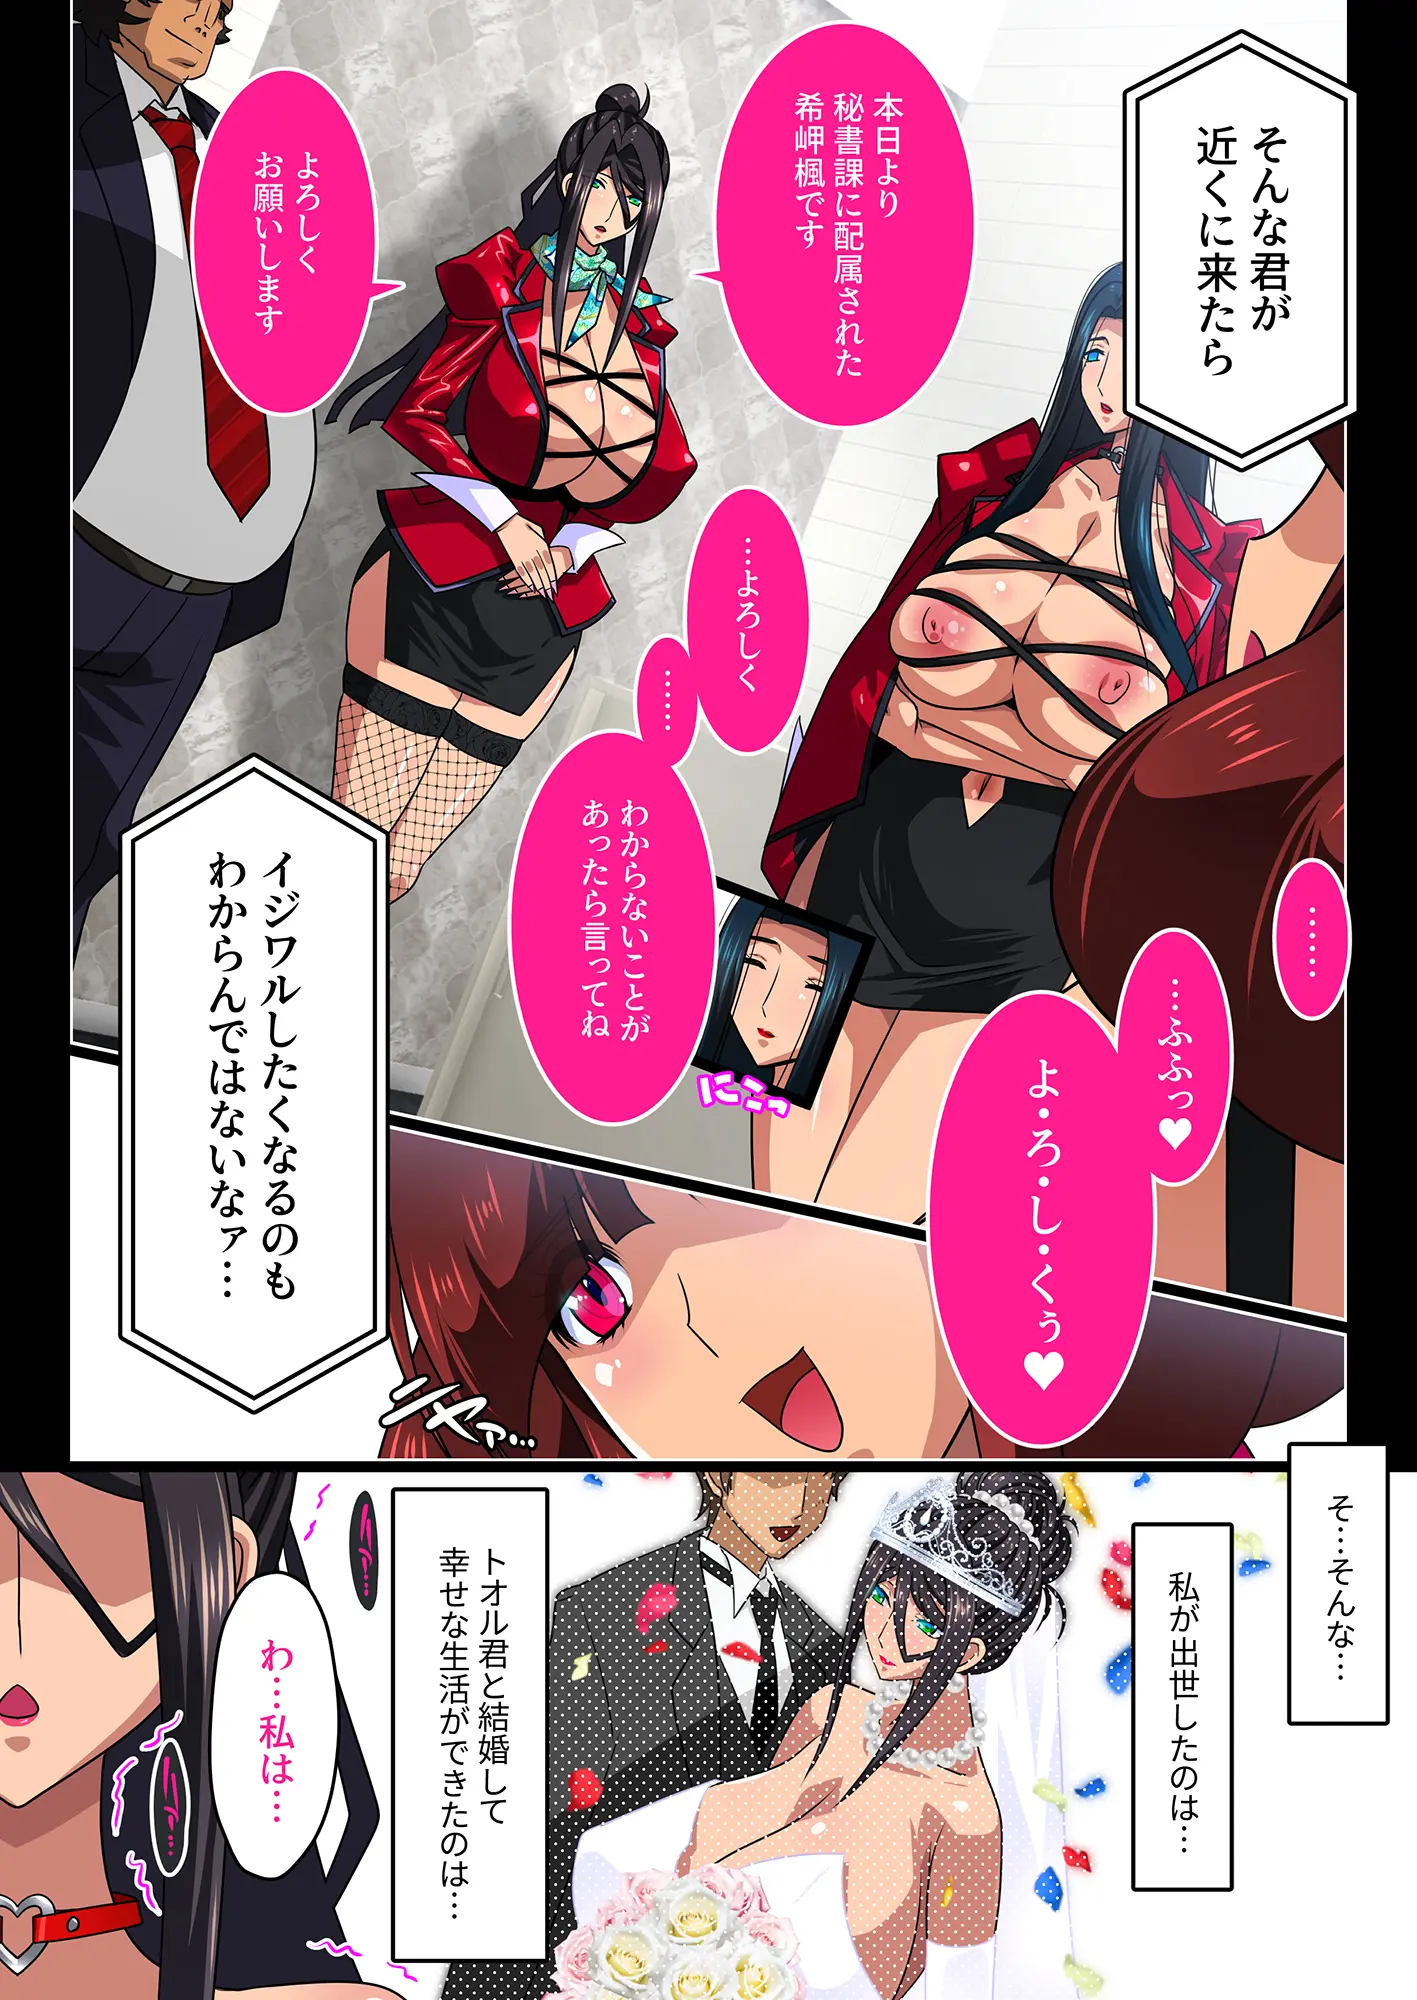 そんな君が
近くに来たら
本日より
秘書課に配属された
希岬楓です
よろしく
お願いします
…よろしく
……
わからないことが
あったら言ってね
にこっ
……
…ふふっ♥
よ・ろ・し・くぅ♥
イジワルしたくなるのも
わからんではないなァ…
ニヤァ…
そ…そんな…
私が出世したのは…
トオル君と結婚して
幸せな生活ができたのは…
ハァ…
わ…私は…
ハァ…